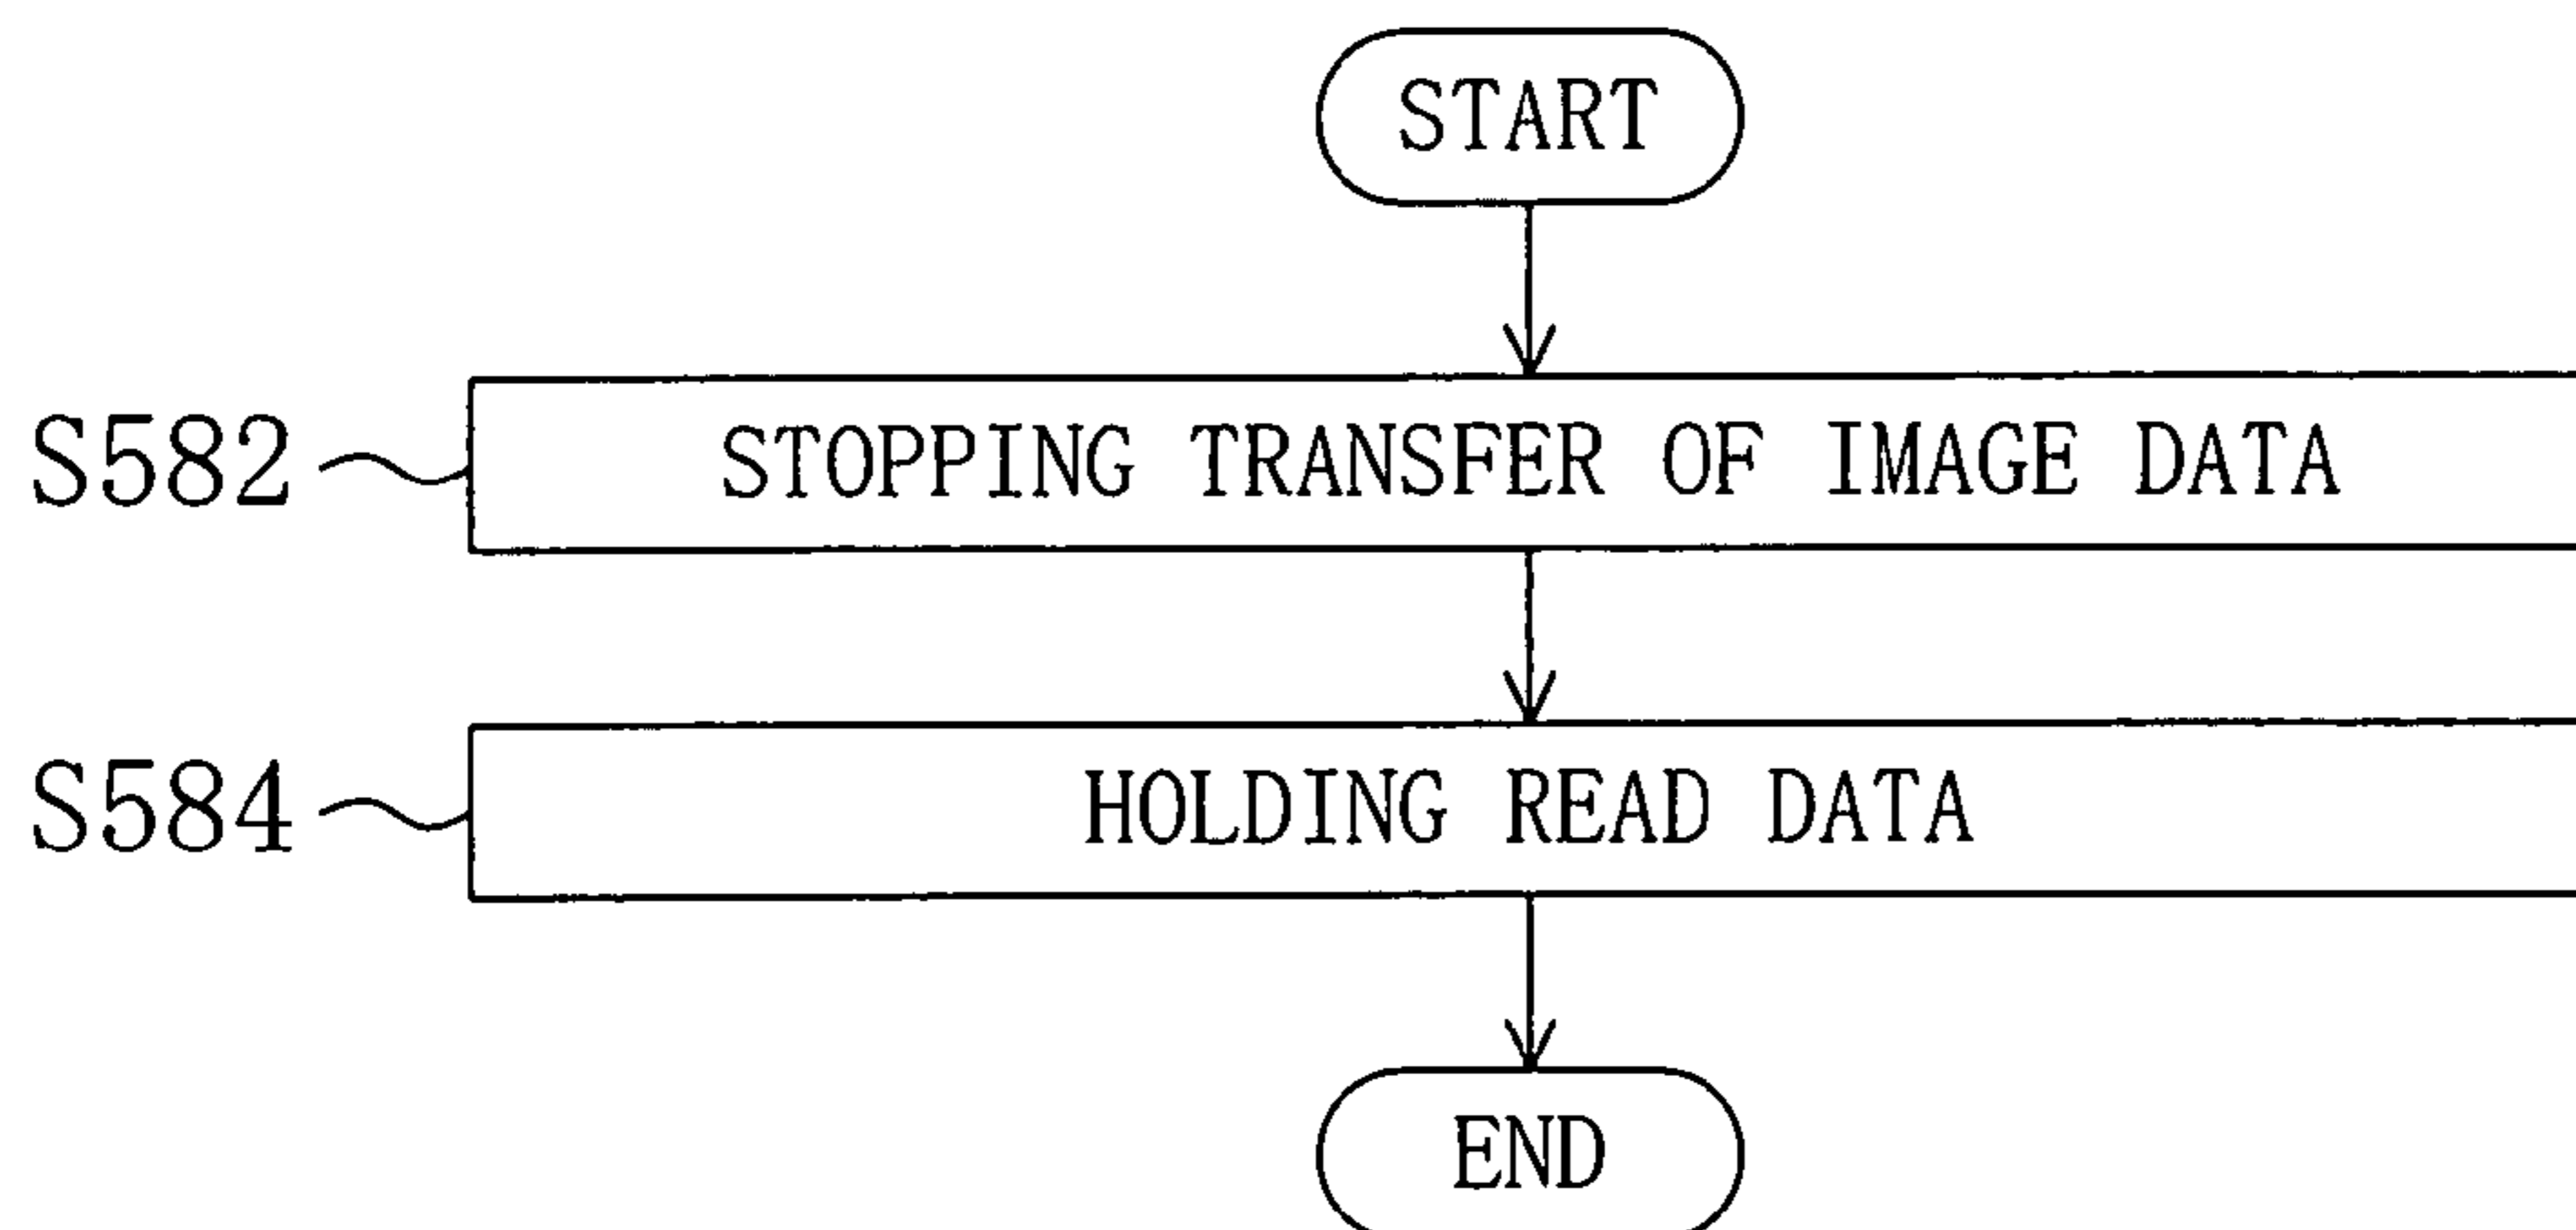 START
S582 STOPPING TRANSFER OF IMAGE DATA
S584 HOLDING READ DATA
END